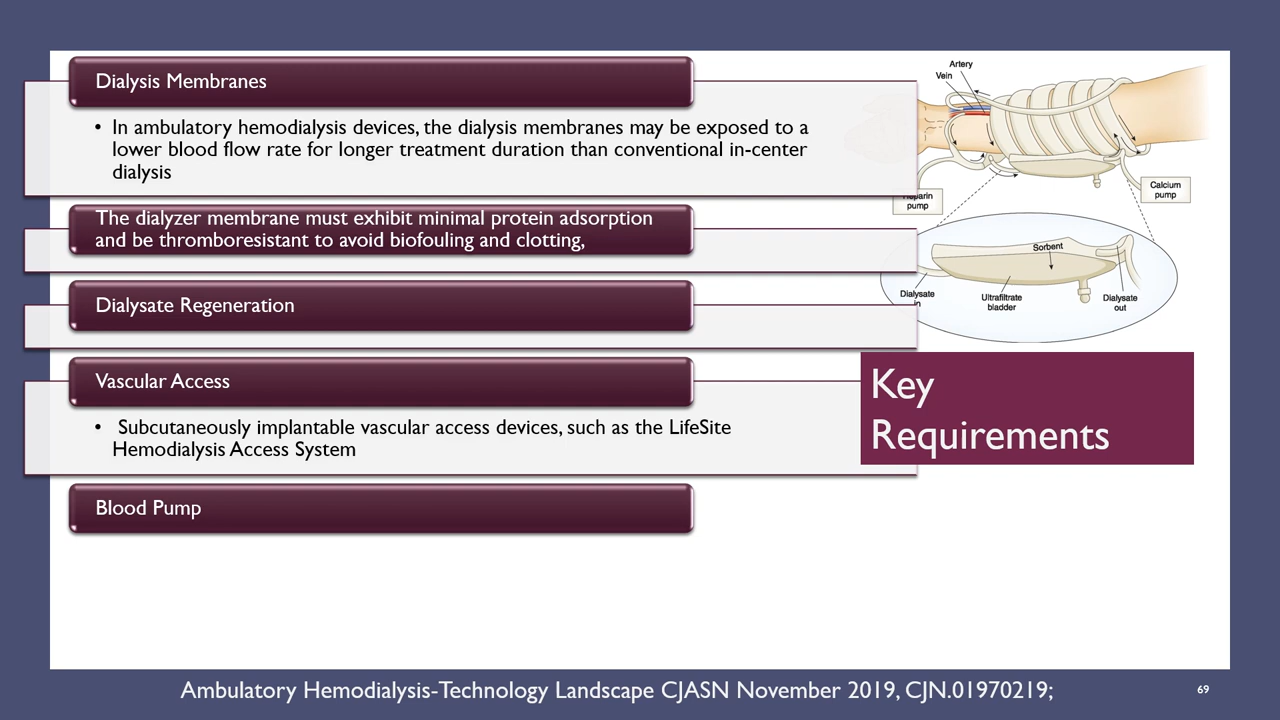 Dialysis Membranes
• In ambulatory hemodialysis devices, the dialysis membranes may be exposed to a
lower blood flow rate for longer treatment duration than conventional in-center
dialysis
The dialyzer membrane must exhibit minimal protein adsorption
and be thromboresistant to avoid biofouling and clotting,
Dialysate Regeneration
Vascular Access
• Subcutaneously implantable vascular access devices, such as the LifeSite
Hemodialysis Access System
Blood Pump
Artery
Vein
pump
Calcium
pump
Sorbent
Dialysate
in
Ultrafiltrate
bladder
Dialysate
out
Key
Requirements
Ambulatory Hemodialysis-Technology Landscape CJASN November 2019, CJN.01970219;
69